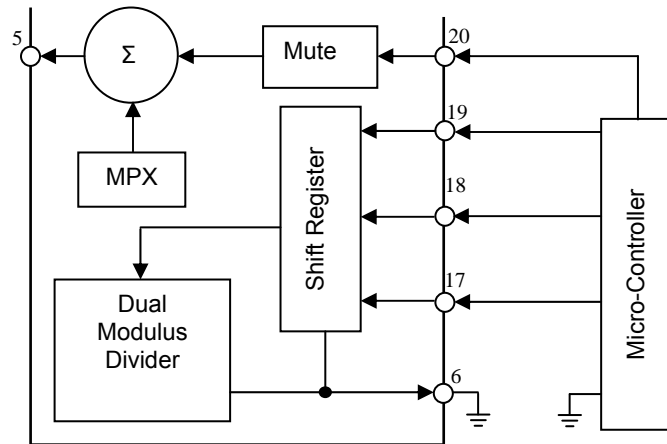 5
Σ
Mute
20
19
MPX
Shift Register
18
17
Dual
Modulus
Divider
6
Micro-Controller